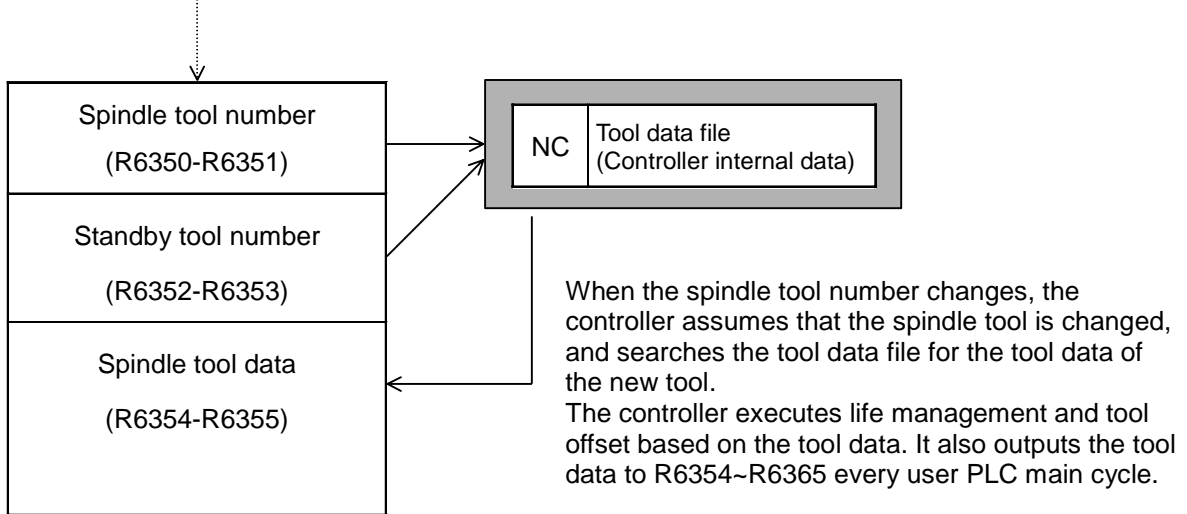 Spindle tool number
(R6350-R6351)
NC
Tool data file
(Controller internal data)
Standby tool number
(R6352-R6353)
Spindle tool data
(R6354-R6355)
When the spindle tool number changes, the
controller assumes that the spindle tool is changed,
and searches the tool data file for the tool data of
the new tool.
The controller executes life management and tool
offset based on the tool data. It also outputs the tool
data to R6354~R6365 every user PLC main cycle.